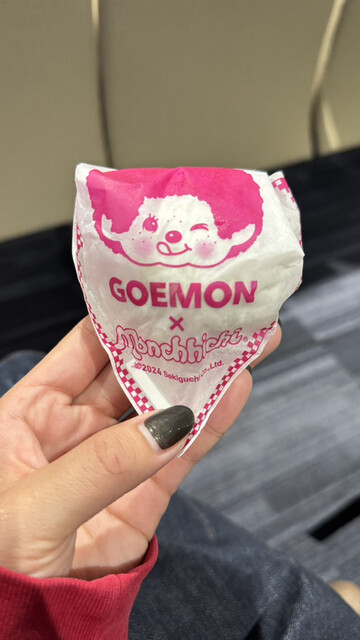 GOEMON
×
Monchhichi
©2024 Sekiguchi Co., Ltd.